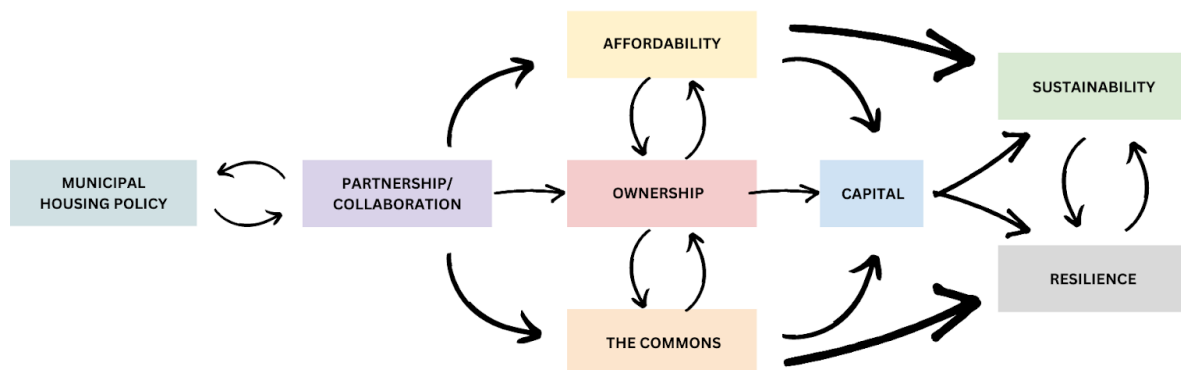 AFFORDABILITY
SUSTAINABILITY
MUNICIPAL
HOUSING POLICY
PARTNERSHIP/
COLLABORATION
OWNERSHIP
CAPITAL
RESILIENCE
THE COMMONS